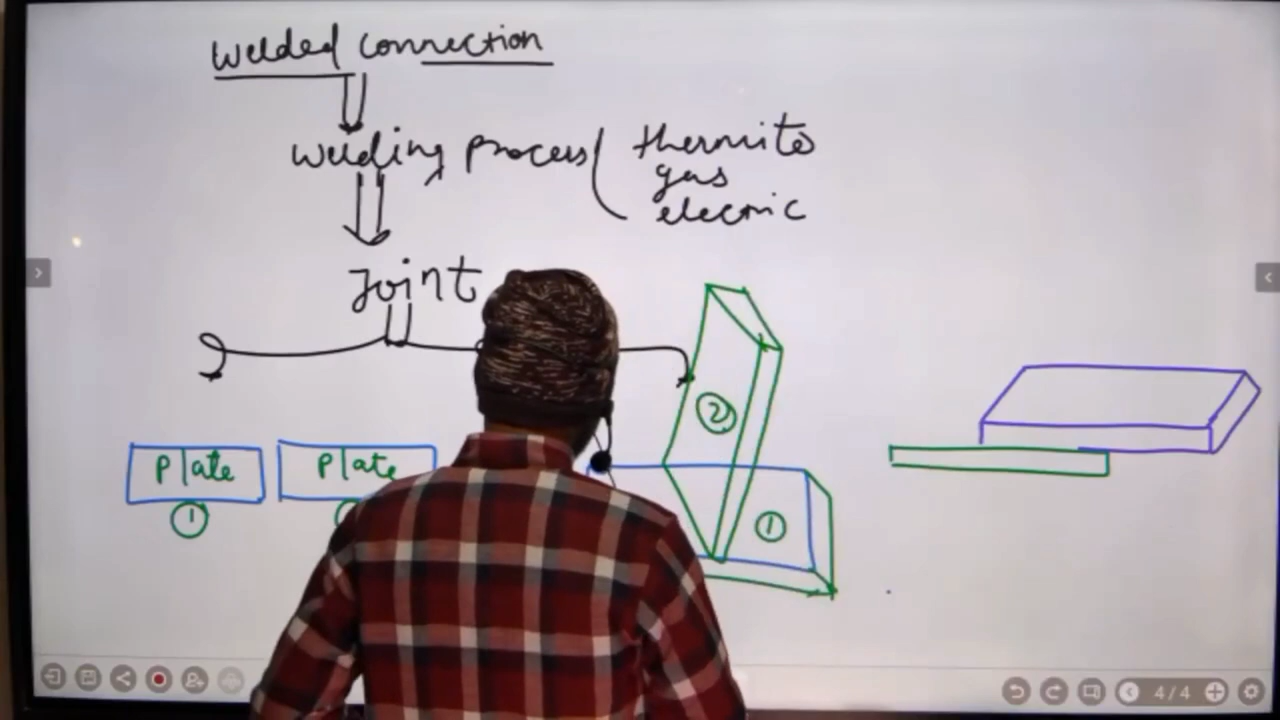 Welded connection
Welding process
thermite
gas
electric
Joint
Plate
Plate
1
2
1
4/4